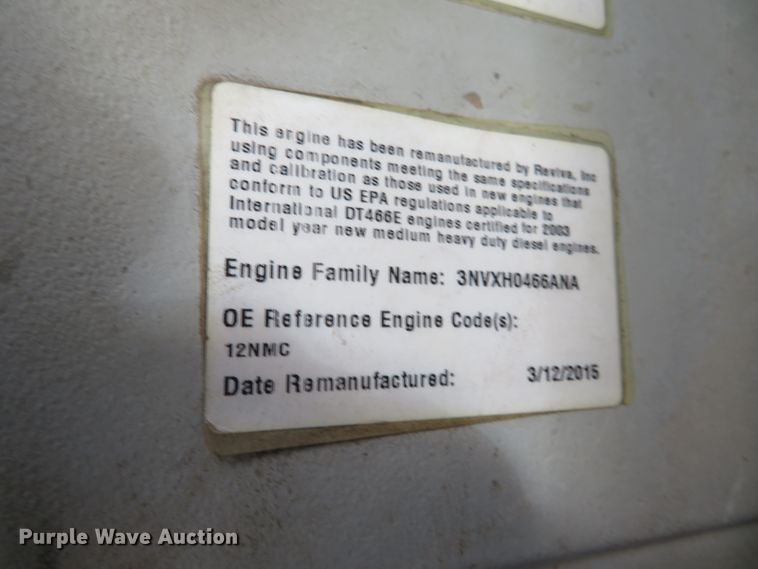 This engine has been remanufactured by Reviva, Inc
using components meeting the same specifications
and calibration as those used in new engines that
conform to US EPA regulations applicable to
International DT466E engines certified for 2003
model year new medium heavy duty diesel engines.
Engine Family Name: 3NVXH0466ANA
OE Reference Engine Code(s):
12NMC
Date Remanufactured: 3/12/2015
Purple Wave Auction